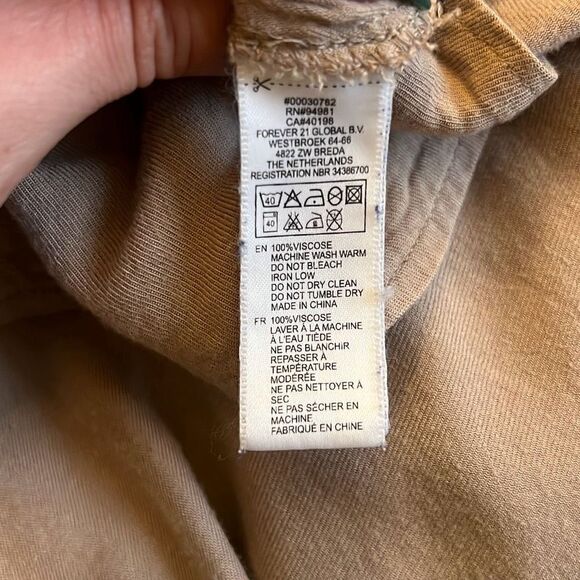 #00030782
RN#94981
CA#40198
FOREVER 21 GLOBAL B.V.
WESTBROEK 64-66
4822 ZW BREDA
THE NETHERLANDS
REGISTRATION NBR 34386700
40
40
EN 100%VISCOSE
MACHINE WASH WARM
DO NOT BLEACH
IRON LOW
DO NOT DRY CLEAN
DO NOT TUMBLE DRY
MADE IN CHINA
FR 100%VISCOSE
LAVER À LA MACHINE
À L'EAU TIÈDE
NE PAS BLANCHIR
REPASSER À
TEMPÉRATURE
MODÉRÉE
NE PAS NETTOYER À
SEC
NE PAS SÉCHER EN
MACHINE
FABRIQUÉ EN CHINE